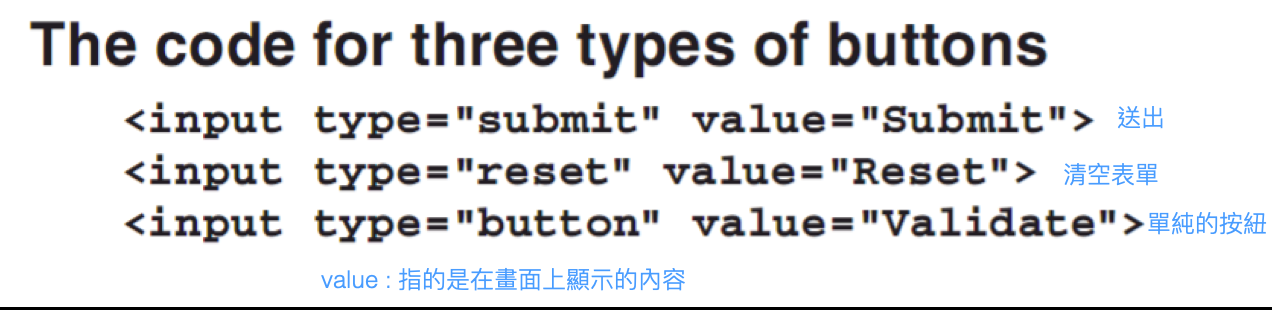 The code for three types of buttons
<input type="submit" value="Submit"> 送出
<input type="reset" value="Reset"> 清空表單
<input type="button" value="Validate">單純的按紐
value : 指的是在畫面上顯示的內容